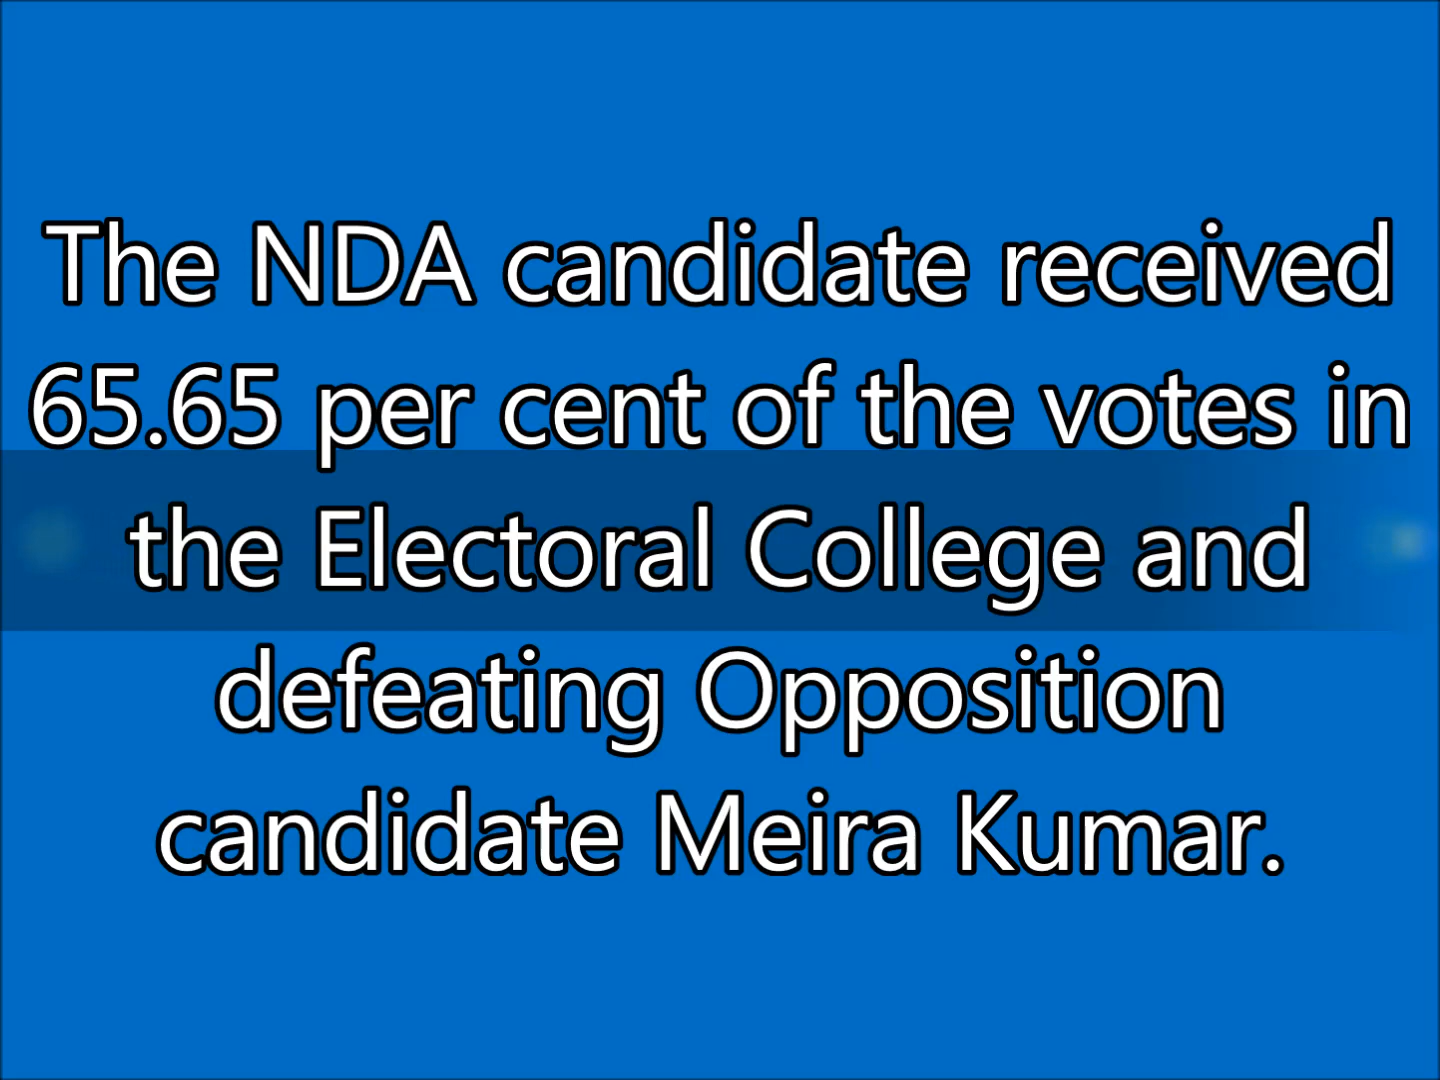 The NDA candidate received
65.65 per cent of the votes in
the Electoral College and
defeating Opposition
candidate Meira Kumar.